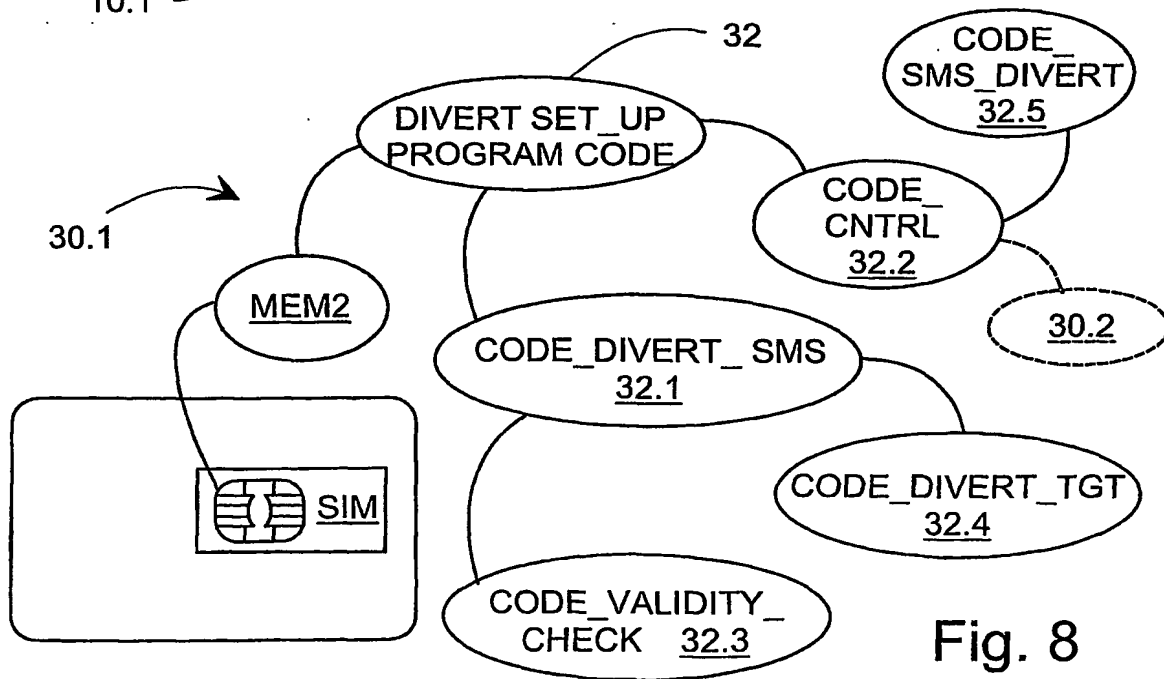 10.1
32
CODE_
SMS_DIVERT
32.5
DIVERT SET_UP
PROGRAM CODE
CODE_
CNTRL
32.2
30.1
MEM2
30.2
CODE_DIVERT_ SMS
32.1
SIM
CODE_DIVERT_TGT
32.4
CODE_VALIDITY_
CHECK 32.3
Fig. 8